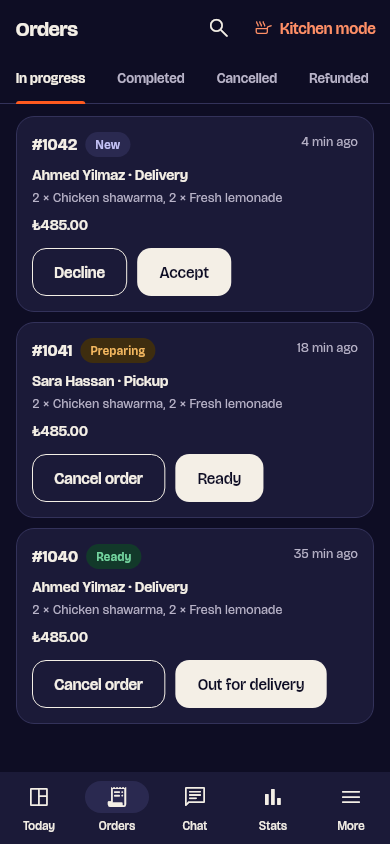 Orders
Kitchen mode
In progress Completed Cancelled Refunded
#1042 New 4 min ago
Ahmed Yilmaz · Delivery
2 × Chicken shawarma, 2 × Fresh lemonade
₺485.00
Decline Accept
#1041 Preparing 18 min ago
Sara Hassan · Pickup
2 × Chicken shawarma, 2 × Fresh lemonade
₺485.00
Cancel order Ready
#1040 Ready 35 min ago
Ahmed Yilmaz · Delivery
2 × Chicken shawarma, 2 × Fresh lemonade
₺485.00
Cancel order Out for delivery
Today Orders Chat Stats More